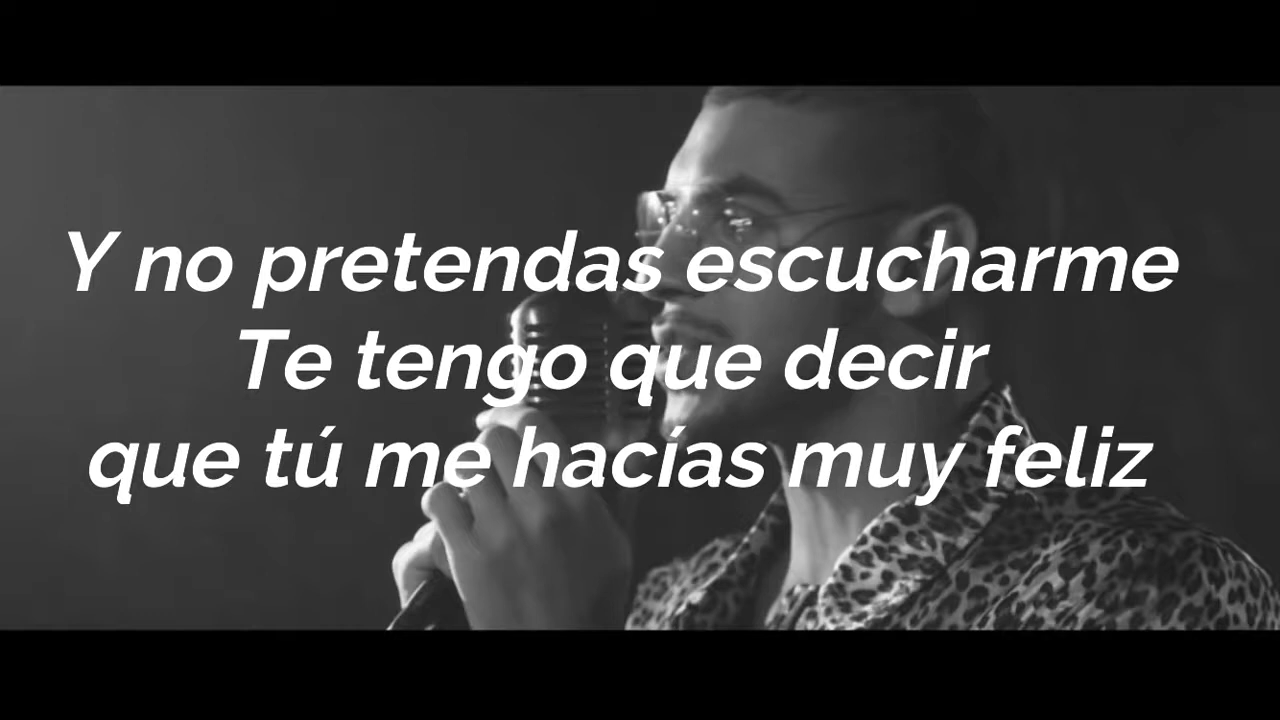 Y no pretendas escucharme
Te tengo que decir
que tú me hacías muy feliz